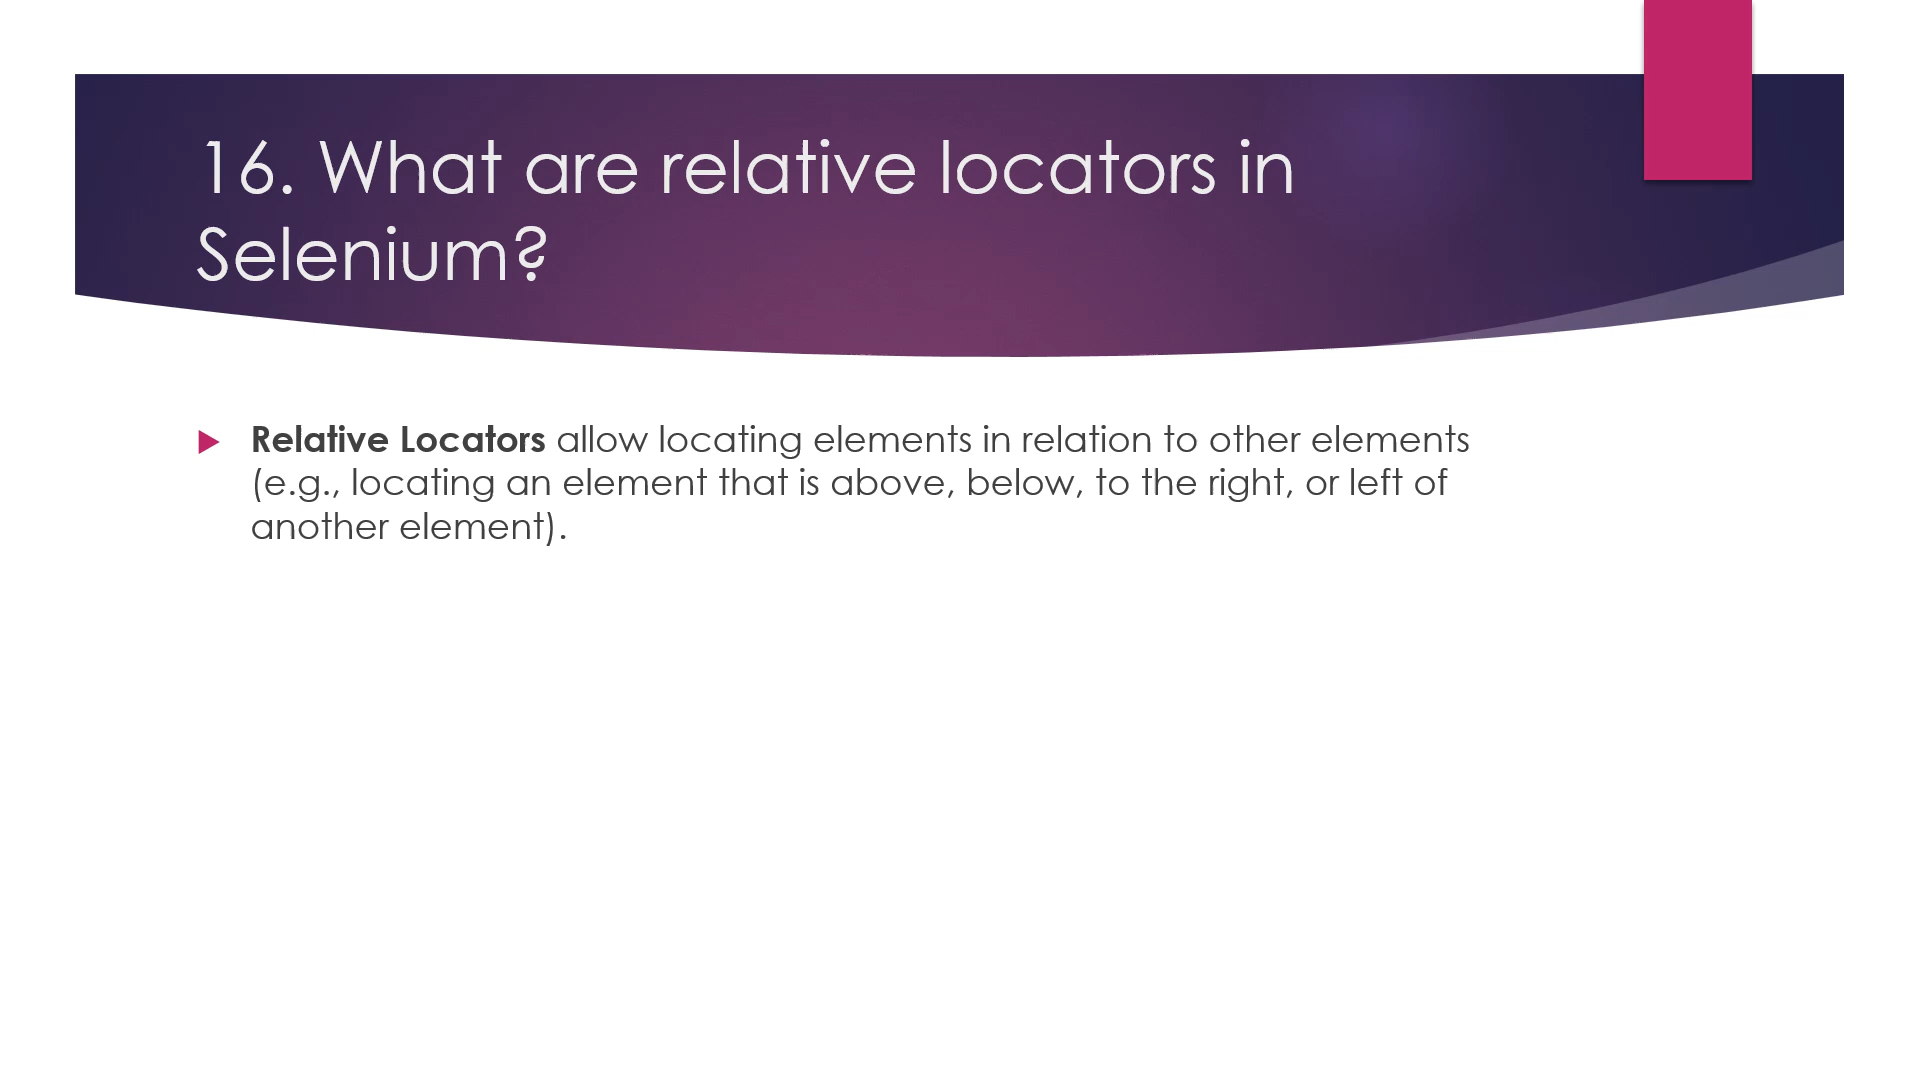 16. What are relative locators in
Selenium?
Relative Locators allow locating elements in relation to other elements
(e.g., locating an element that is above, below, to the right, or left of
another element).